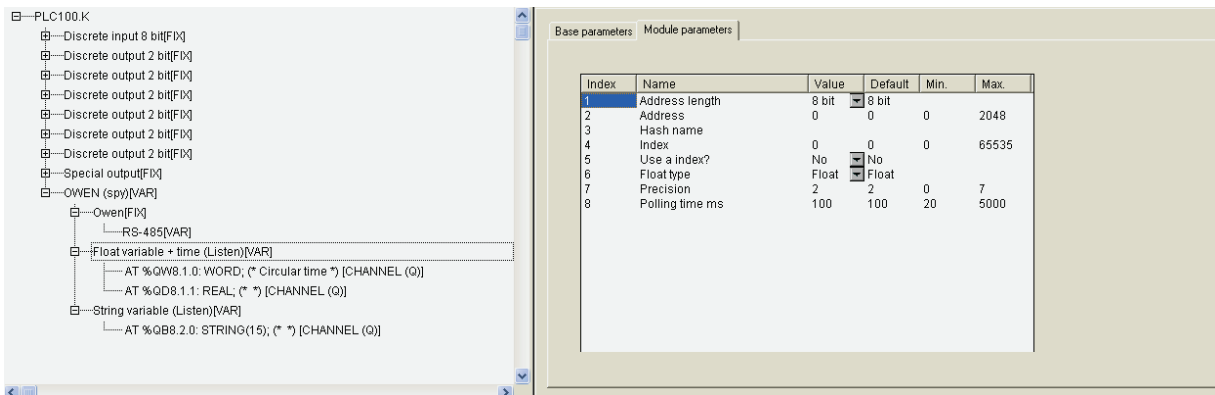 PLC100.K
Discrete input 8 bit[FIX]
Discrete output 2 bit[FIX]
Discrete output 2 bit[FIX]
Discrete output 2 bit[FIX]
Discrete output 2 bit[FIX]
Discrete output 2 bit[FIX]
Discrete output 2 bit[FIX]
Special output[FIX]
OWEN (spy)[VAR]
Owen[FIX]
RS-485[VAR]
Float variable + time (Listen)[VAR]
AT %QW8.1.0: WORD; (* Circular time *) [CHANNEL (Q)]
AT %QD8.1.1: REAL; (* *) [CHANNEL (Q)]
String variable (Listen)[VAR]
AT %QB8.2.0: STRING(15); (* *) [CHANNEL (Q)]
Base parameters Module parameters
Index Name Value Default Min. Max.
1 Address length 8 bit 8 bit
2 Address 0 0 0 2048
3 Hash name
4 Index 0 0 0 65535
5 Use a index? No No
6 Float type Float Float
7 Precision 2 2 0 7
8 Polling time ms 100 100 20 5000